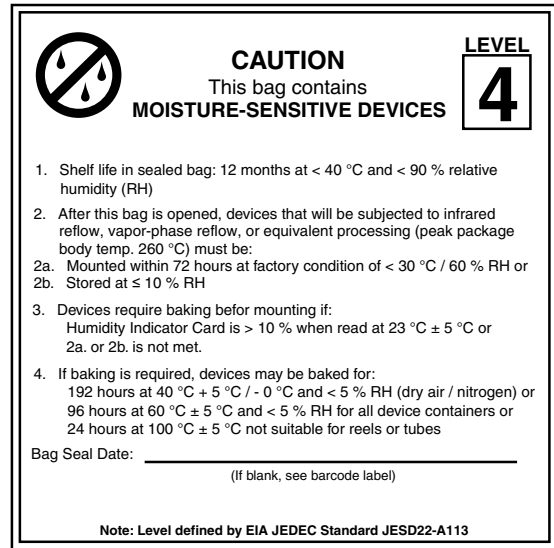 CAUTION
This bag contains
MOISTURE-SENSITIVE DEVICES
LEVEL
4
1. Shelf life in sealed bag: 12 months at < 40 °C and < 90 % relative
humidity (RH)
2. After this bag is opened, devices that will be subjected to infrared
reflow, vapor-phase reflow, or equivalent processing (peak package
body temp. 260 °C) must be:
2a. Mounted within 72 hours at factory condition of < 30 °C / 60 % RH or
2b. Stored at ≤ 10 % RH
3. Devices require baking befor mounting if:
Humidity Indicator Card is > 10 % when read at 23 °C ± 5 °C or
2a. or 2b. is not met.
4. If baking is required, devices may be baked for:
192 hours at 40 °C + 5 °C / - 0 °C and < 5 % RH (dry air / nitrogen) or
96 hours at 60 °C ± 5 °C and < 5 % RH for all device containers or
24 hours at 100 °C ± 5 °C not suitable for reels or tubes
Bag Seal Date:
(If blank, see barcode label)
Note: Level defined by EIA JEDEC Standard JESD22-A113